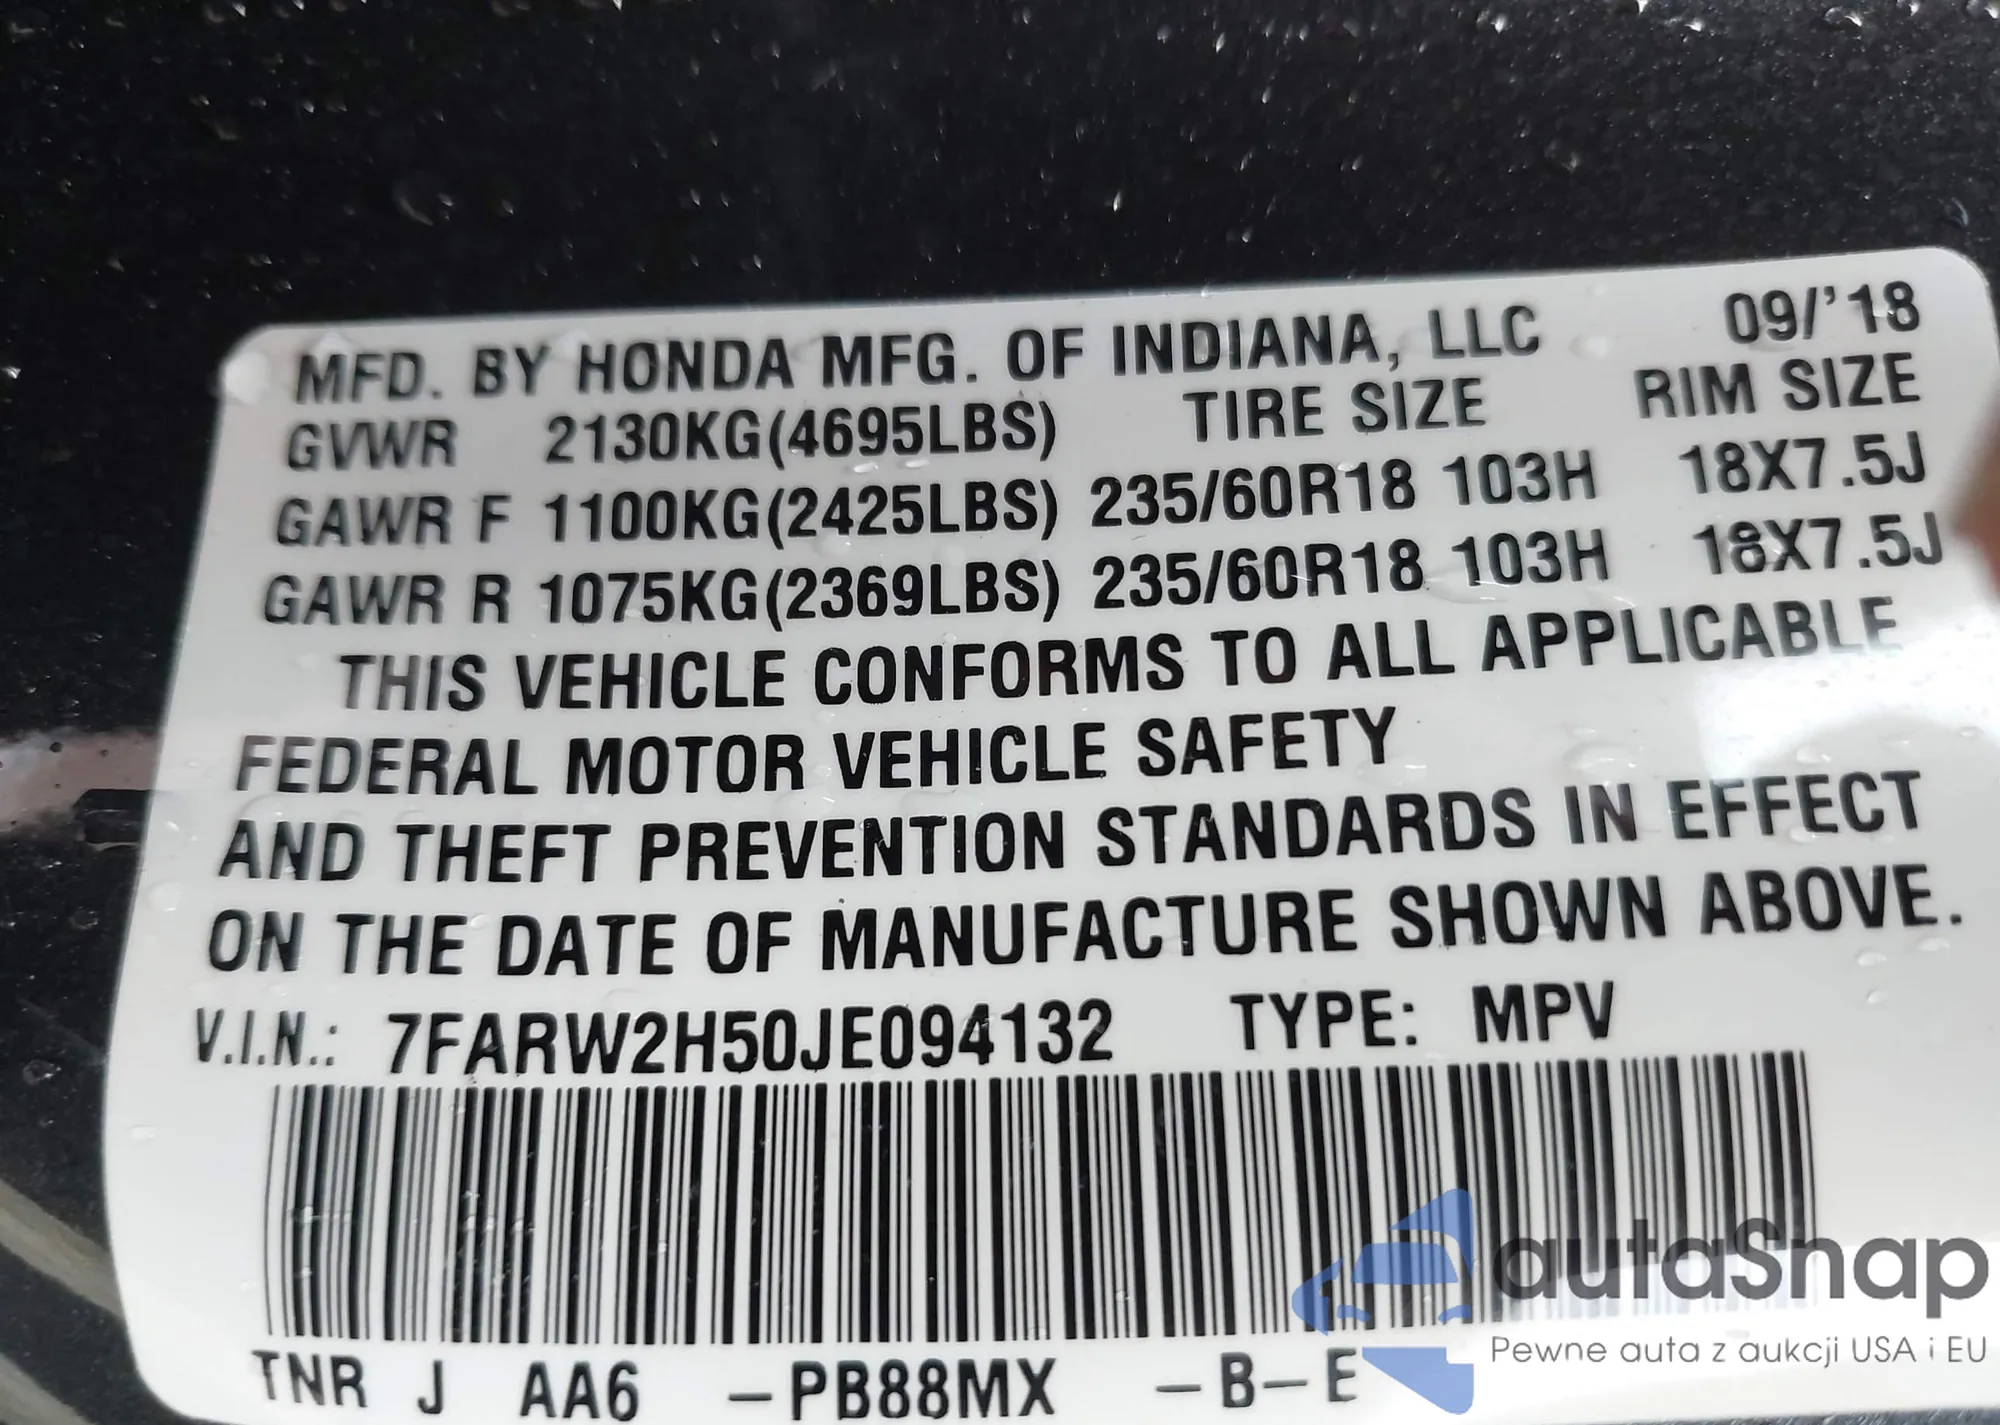 MFD. BY HONDA MFG. OF INDIANA, LLC 09/'18
GVWR 2130KG(4695LBS) TIRE SIZE RIM SIZE
GAWR F 1100KG(2425LBS) 235/60R18 103H 18X7.5J
GAWR R 1075KG(2369LBS) 235/60R18 103H 18X7.5J
THIS VEHICLE CONFORMS TO ALL APPLICABLE
FEDERAL MOTOR VEHICLE SAFETY
AND THEFT PREVENTION STANDARDS IN EFFECT
ON THE DATE OF MANUFACTURE SHOWN ABOVE.
V.I.N.: 7FARW2H50JE094132 TYPE: MPV
TNR J AA6 -PB88MX -B-E
autaSnap
Pewne auta z aukcji USA i EU